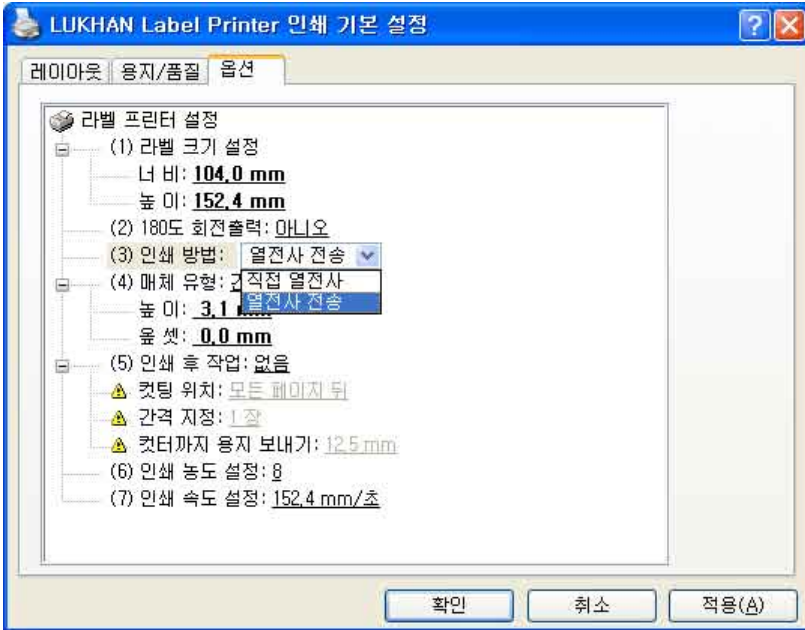 LUKHAN Label Printer 인쇄 기본 설정
레이아웃 용지/품질 옵션
라벨 프린터 설정
(1) 라벨 크기 설정
너 비: 104,0 mm
높 이: 152,4 mm
(2) 180도 회전출력: 아니오
(3) 인쇄 방법: 열전사 전송
(4) 매체 유형: 직접 열전사
높 이: 3,1 열전사 전송
옾 셋: 0,0 mm
(5) 인쇄 후 작업: 없음
컷팅 위치: 모든 페이지 뒤
간격 지정: 1 장
컷터까지 용지 보내기: 12,5 mm
(6) 인쇄 농도 설정: 8
(7) 인쇄 속도 설정: 152,4 mm/초
확인 취소 적용(A)